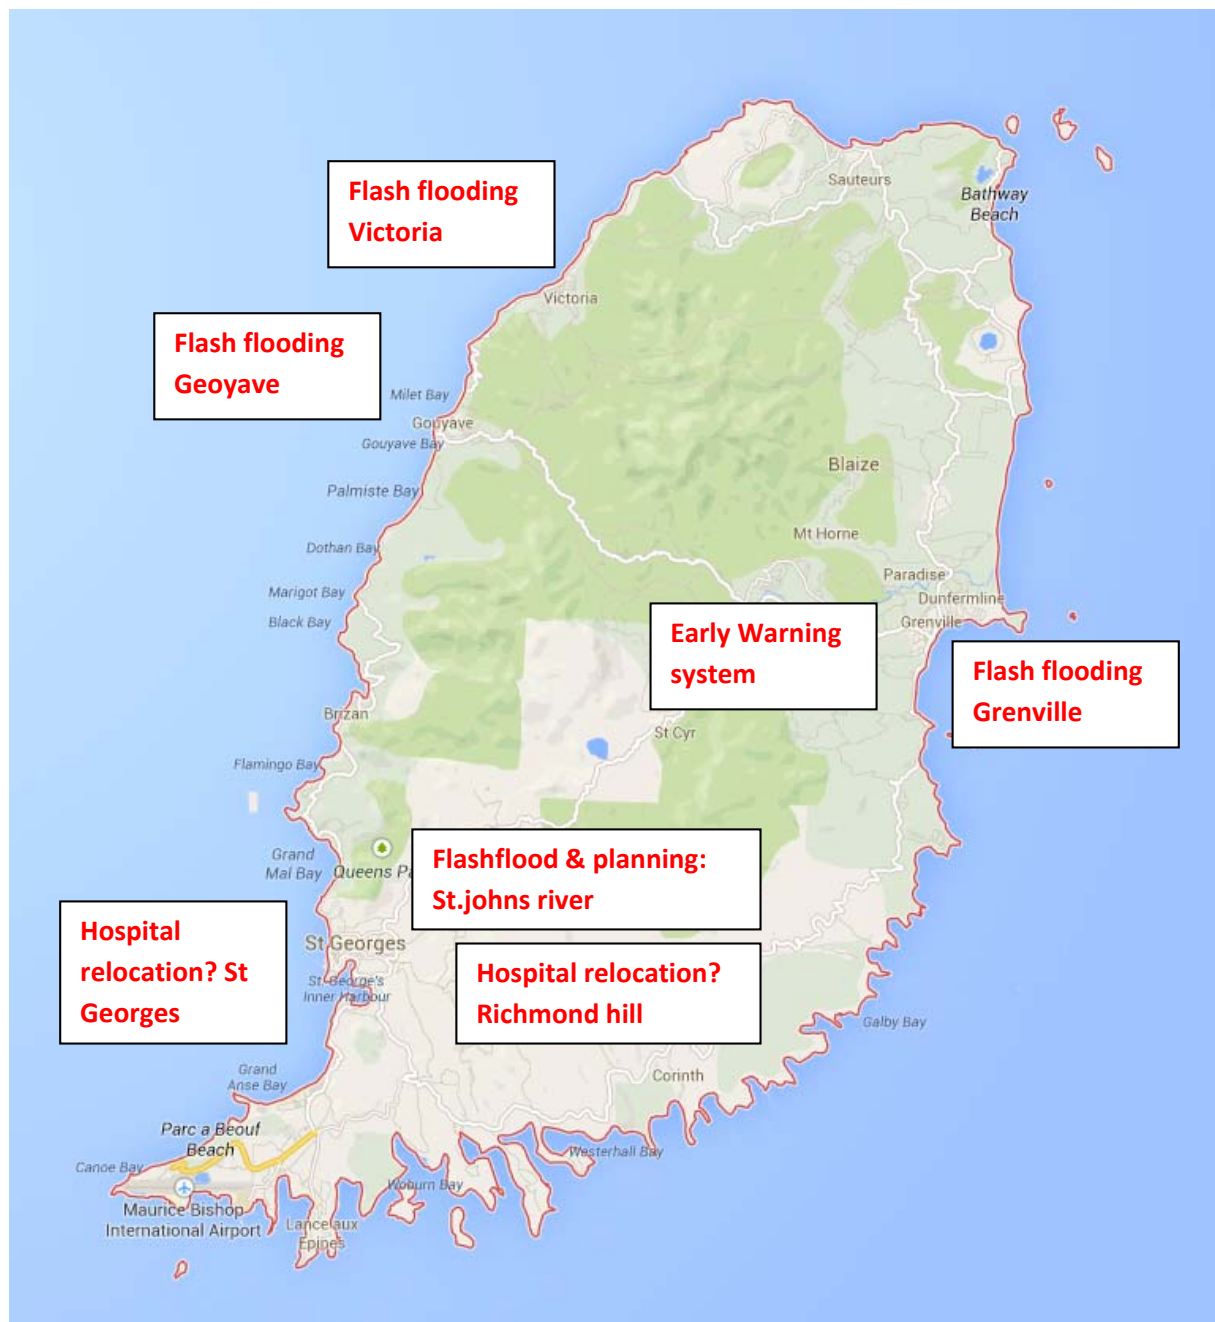 Sauteurs
Bathway
Beach
Flash flooding
Victoria
Victoria
Flash flooding
Geoyave
Milet Bay
Gouyave
Gouyave Bay
Palmiste Bay
Blaize
Mt Horne
Dothan Bay
Paradise
Marigot Bay
Dunfermline
Black Bay
Grenville
Early Warning
system
Flash flooding
Grenville
Brizan
St Cyr
Flamingo Bay
Grand
Mal Bay
Queens Pa
Flashflood & planning:
St.johns river
Hospital
relocation? St
Georges
St Georges
St. George's
Inner Harbour
Hospital relocation?
Richmond hill
Galby Bay
Grand
Anse Bay
Corinth
Parc a Beouf
Beach
Westerhall Bay
Canoe Bay
Woburn Bay
Maurice Bishop
International Airport
Lancelaux
Epines